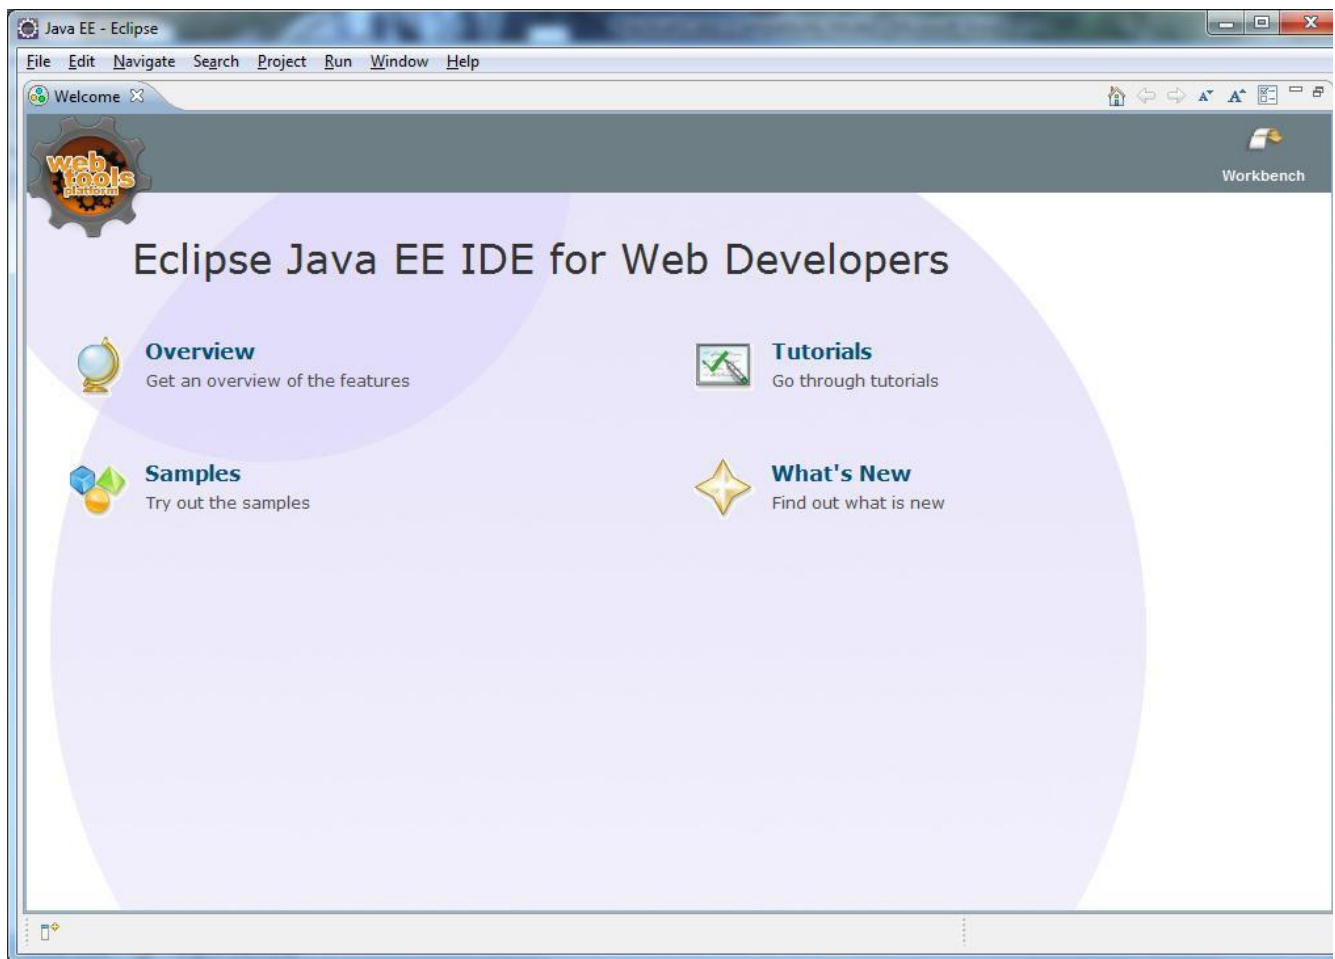 Java EE - Eclipse
File Edit Navigate Search Project Run Window Help
Welcome
web
tools
platform
Workbench
Eclipse Java EE IDE for Web Developers
Overview
Get an overview of the features
Tutorials
Go through tutorials
Samples
Try out the samples
What's New
Find out what is new